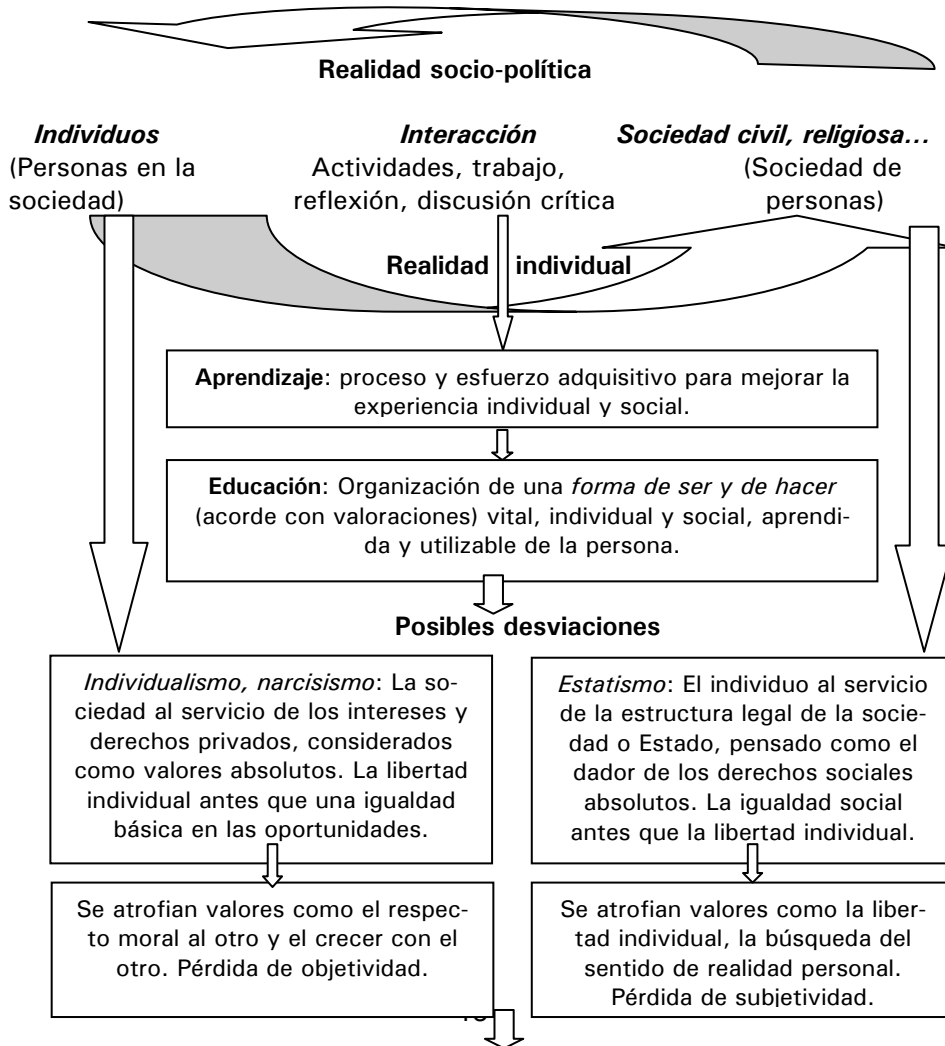 Realidad socio-política
Individuos
(Personas en la
sociedad)
Interacción
Actividades, trabajo,
reflexión, discusión crítica
Sociedad civil, religiosa...
(Sociedad de
personas)
Realidad individual
Aprendizaje: proceso y esfuerzo adquisitivo para mejorar la
experiencia individual y social.
Educación: Organización de una forma de ser y de hacer
(acorde con valoraciones) vital, individual y social, aprendi-
da y utilizable de la persona.
Posibles desviaciones
Individualismo, narcisismo: La so-
ciedad al servicio de los intereses y
derechos privados, considerados
como valores absolutos. La libertad
individual antes que una igualdad
básica en las oportunidades.
Estatismo: El individuo al servicio
de la estructura legal de la socie-
dad o Estado, pensado como el
dador de los derechos sociales
absolutos. La igualdad social
antes que la libertad individual.
Se atrofian valores como el respec-
to moral al otro y el crecer con el
otro. Pérdida de objetividad.
Se atrofian valores como la liber-
tad individual, la búsqueda del
sentido de realidad personal.
Pérdida de subjetividad.